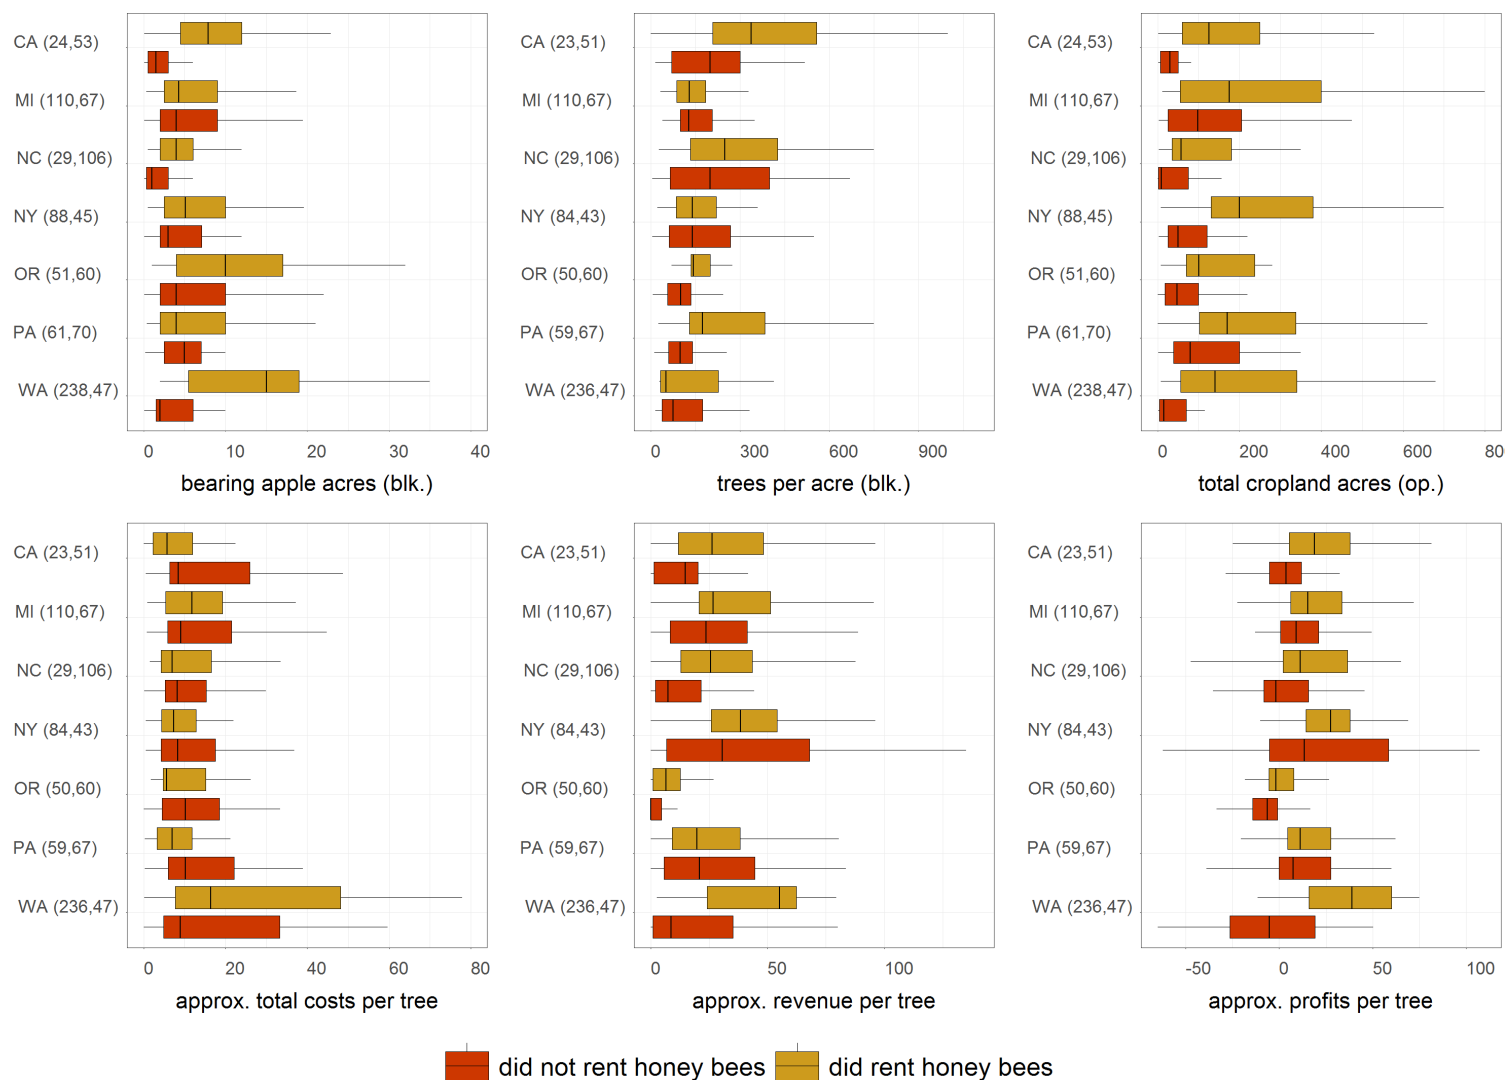 CA (24,53)
MI (110,67)
NC (29,106)
NY (88,45)
OR (51,60)
PA (61,70)
WA (238,47)
0 10 20 30 40
bearing apple acres (blk.)
CA (23,51)
MI (110,67)
NC (29,106)
NY (84,43)
OR (50,60)
PA (59,67)
WA (236,47)
0 300 600 900
trees per acre (blk.)
CA (24,53)
MI (110,67)
NC (29,106)
NY (88,45)
OR (51,60)
PA (61,70)
WA (238,47)
0 200 400 600 80
total cropland acres (op.)
CA (23,51)
MI (110,67)
NC (29,106)
NY (84,43)
OR (50,60)
PA (59,67)
WA (236,47)
0 20 40 60 80
approx. total costs per tree
CA (23,51)
MI (110,67)
NC (29,106)
NY (84,43)
OR (50,60)
PA (59,67)
WA (236,47)
0 50 100
approx. revenue per tree
CA (23,51)
MI (110,67)
NC (29,106)
NY (84,43)
OR (50,60)
PA (59,67)
WA (236,47)
-50 0 50 100
approx. profits per tree
did not rent honey bees did rent honey bees